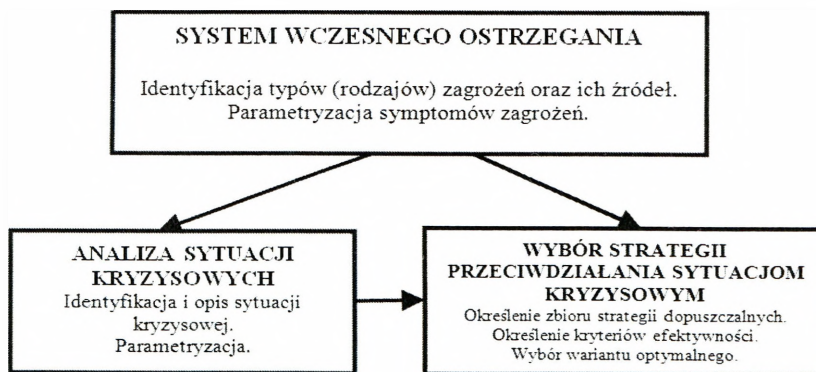 SYSTEM WCZESNEGO OSTRZEGANIA
Identyfikacja typów (rodzajów) zagrożeń oraz ich źródeł.
Parametryzacja symptomów zagrożeń.
ANALIZA SYTUACJI
KRYZYSOWYCH
Identyfikacja i opis sytuacji
kryzysowej.
Parametryzacja.
WYBÓR STRATEGII
PRZECIWDZIAŁANIA SYTUACJOM
KRYZYSOWYM
Określenie zbioru strategii dopuszczalnych.
Określenie kryteriów efektywności.
Wybór wariantu optymalnego.